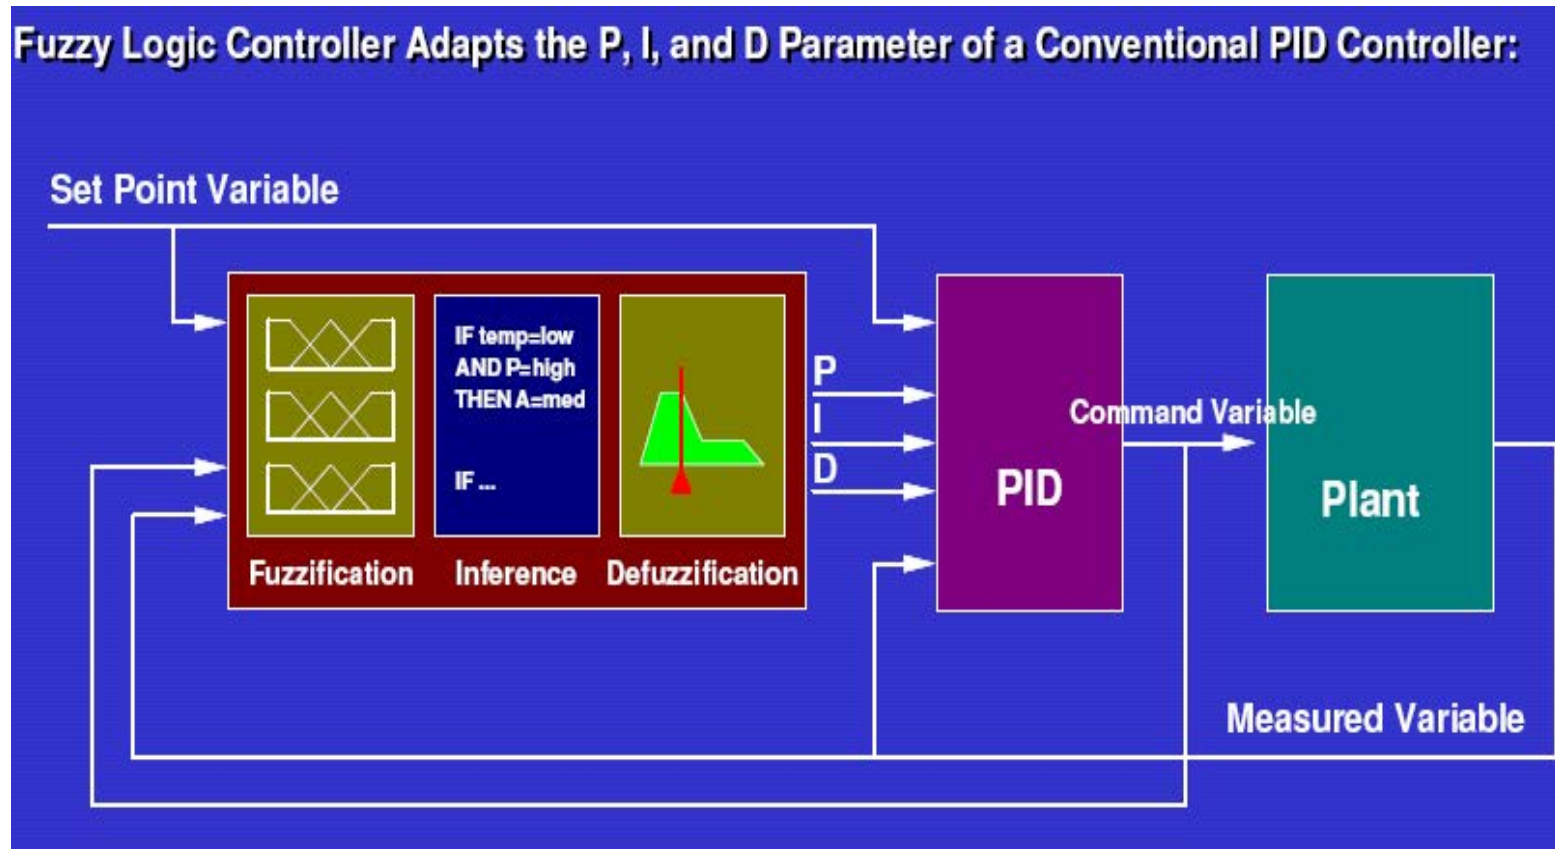 Fuzzy Logic Controller Adapts the P, I, and D Parameter of a Conventional PID Controller:
Set Point Variable
IF temp=low
AND P=high
THEN A=med
IF ...
Fuzzification
Inference
Defuzzification
P
I
D
PID
Command Variable
Plant
Measured Variable